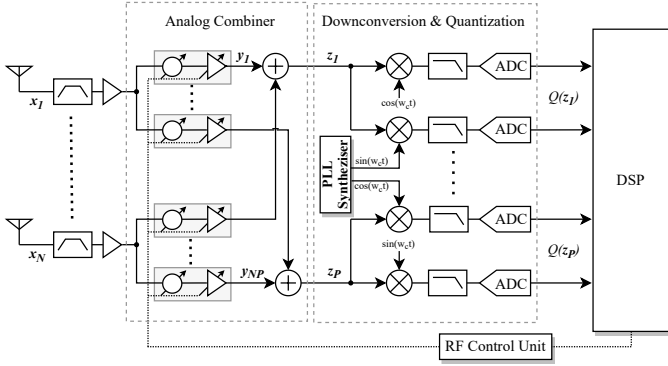 Analog Combiner
Downconversion & Quantization
x1
y1
z1
cos(wct)
ADC
ADC
Q(z1)
PLL
Syntheziser
sin(wct)
cos(wct)
DSP
xN
sin(wct)
ADC
Q(zP)
yNP
zP
ADC
RF Control Unit